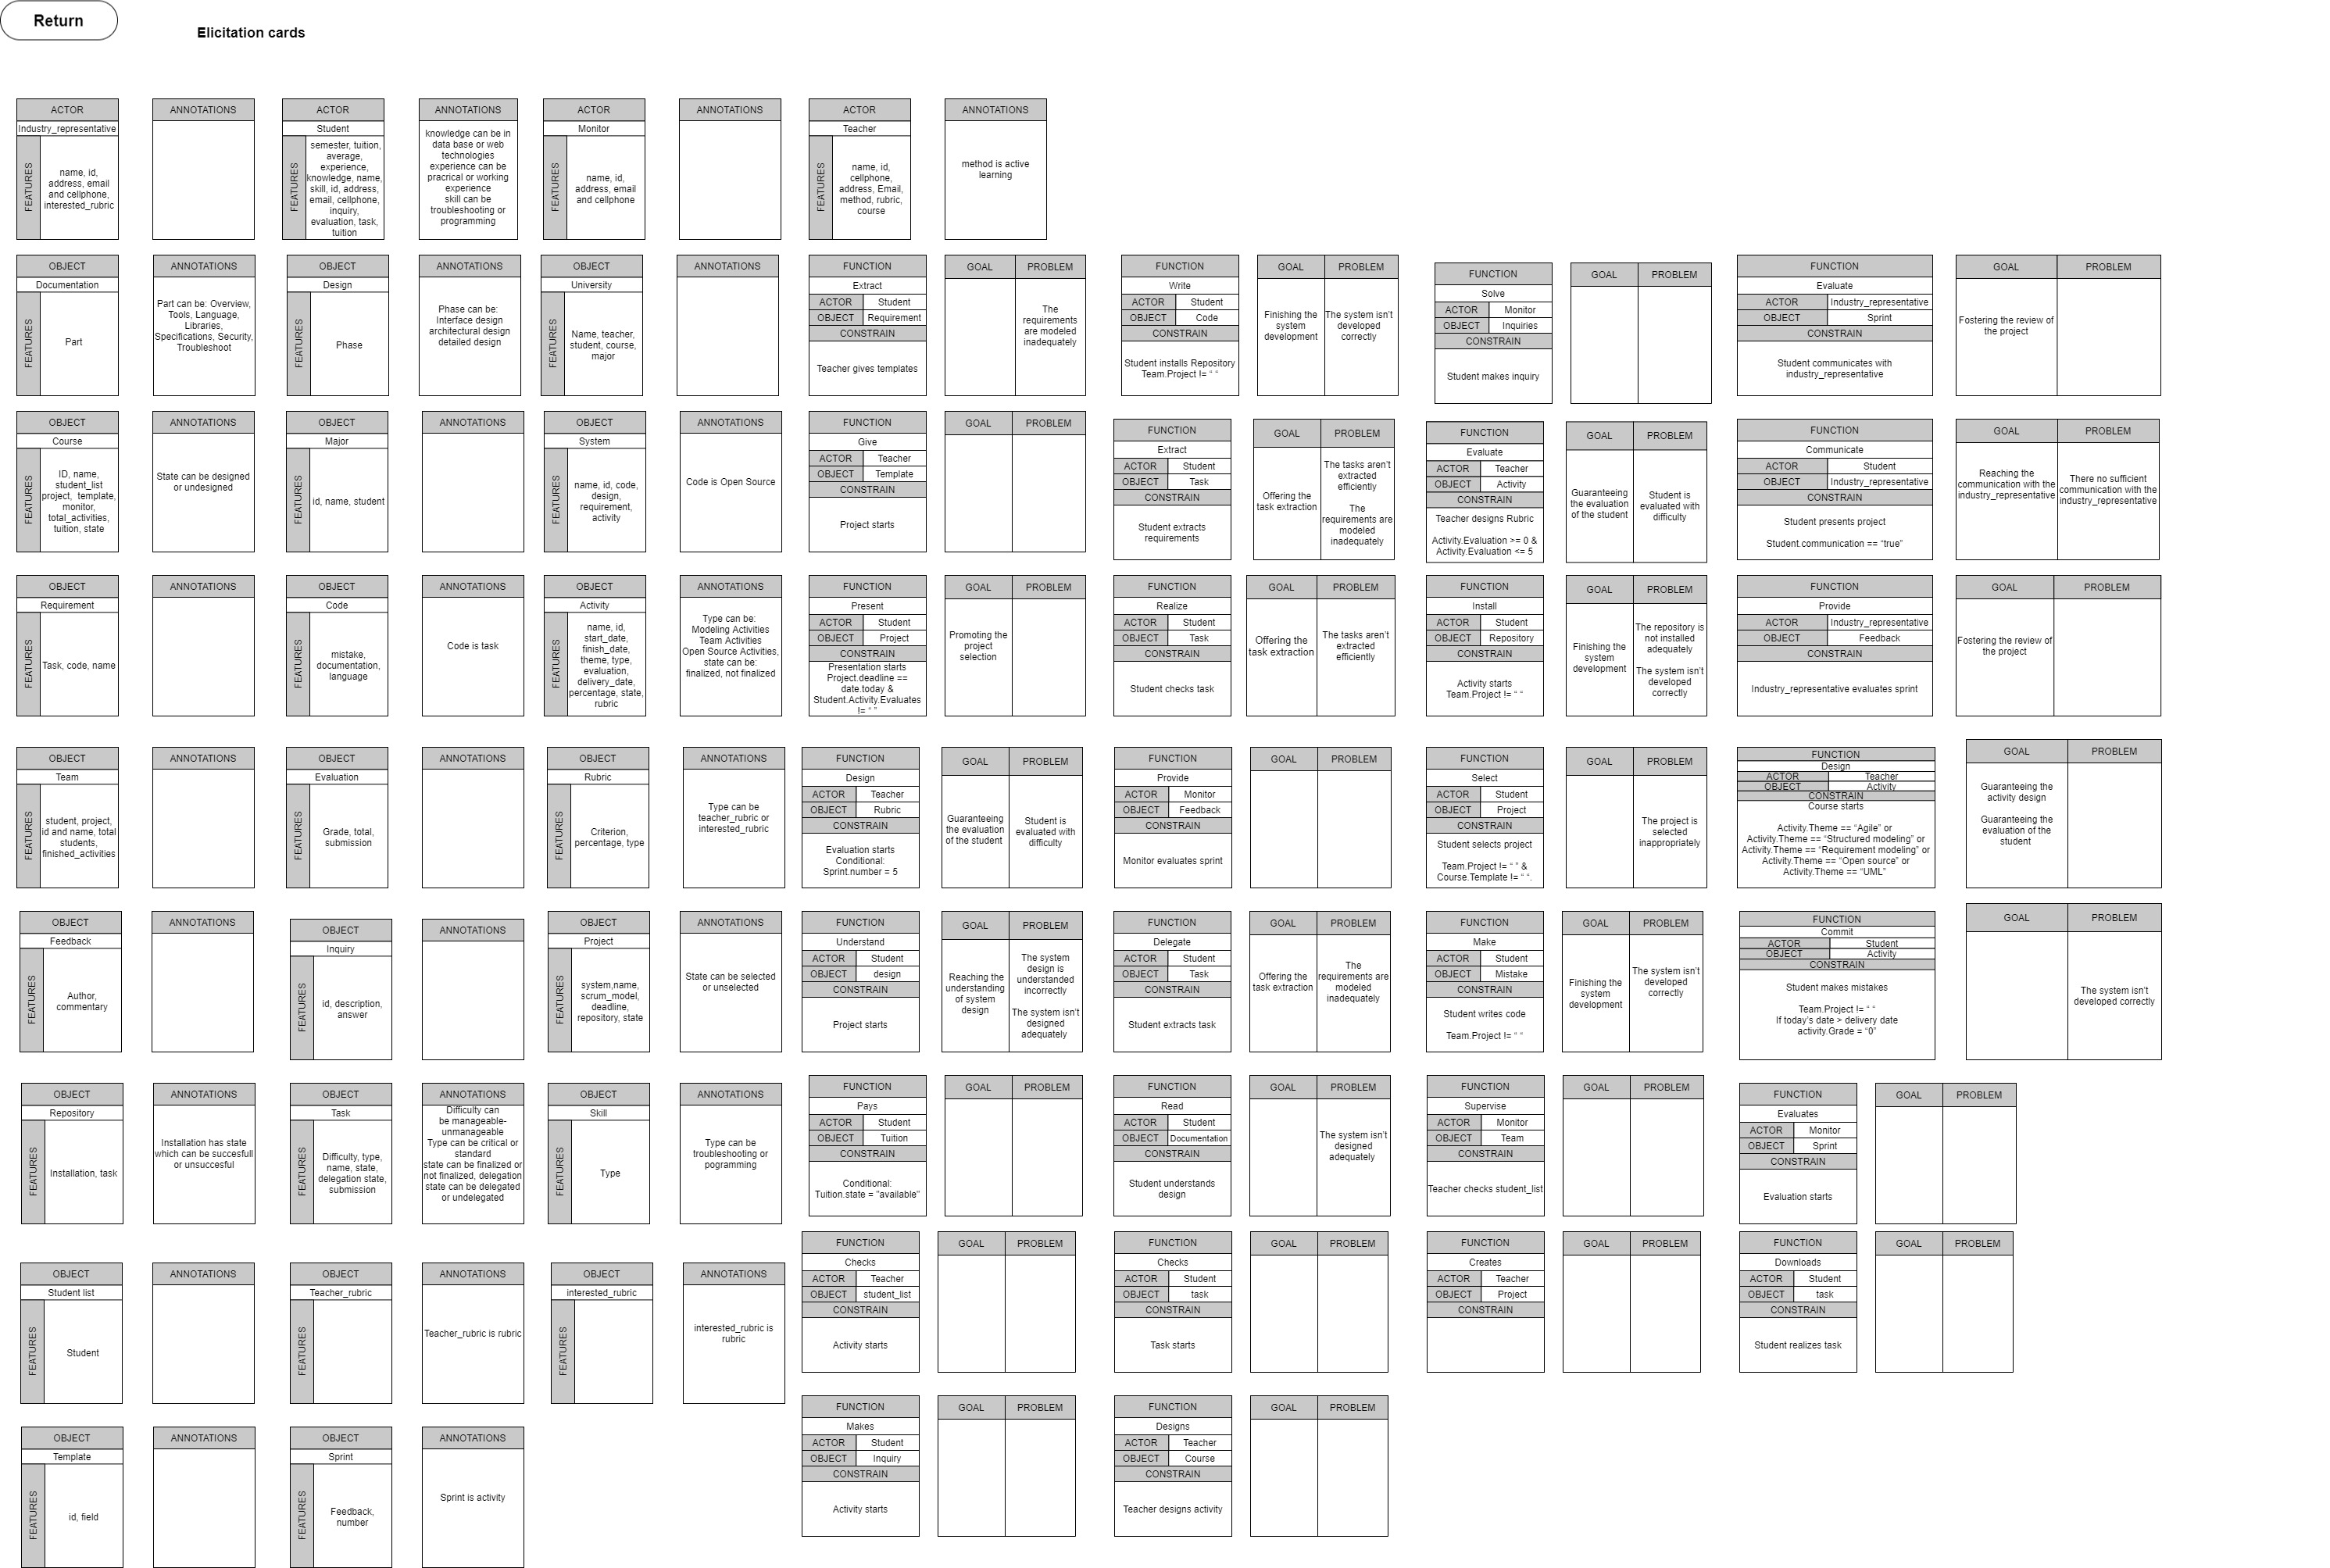 Return
Elicitation cards
ACTOR
Industry_representative
FEATURES
name, id,
address, email
and cellphone,
interested_rubric
ANNOTATIONS
ACTOR
Student
FEATURES
semester, tuition,
average,
experience,
knowledge, name,
skill, id, address,
email, cellphone,
inquiry,
evaluation, task,
tuition
ANNOTATIONS
knowledge can be in
data base or web
technologies
experience can be
pracrical or working
experience
skill can be
troubleshooting or
programming
ACTOR
Monitor
FEATURES
name, id,
address, email
and cellphone
ANNOTATIONS
ACTOR
Teacher
FEATURES
name, id,
cellphone,
address, Email,
method, rubric,
course
ANNOTATIONS
method is active
learning
OBJECT
Documentation
FEATURES
Part
ANNOTATIONS
Part can be: Overview,
Tools, Language,
Libraries,
Specifications, Security,
Troubleshoot
OBJECT
Design
FEATURES
Phase
ANNOTATIONS
Phase can be:
Interface design
architectural design
detailed design
OBJECT
University
FEATURES
Name, teacher,
student, course,
major
ANNOTATIONS
FUNCTION
Extract
ACTOR Student
OBJECT Requirement
CONSTRAIN
Teacher gives templates
GOAL PROBLEM
The
requirements
are modeled
inadequately
FUNCTION
Write
ACTOR Student
OBJECT Code
CONSTRAIN
Student installs Repository
Team.Project != “ “
GOAL PROBLEM
Finishing the
system
development
The system isn’t
developed
correctly
FUNCTION
Solve
ACTOR Monitor
OBJECT Inquiries
CONSTRAIN
Student makes inquiry
GOAL PROBLEM
FUNCTION
Evaluate
ACTOR Industry_representative
OBJECT Sprint
CONSTRAIN
Student communicates with
industry_representative
GOAL PROBLEM
Fostering the review of
the project
OBJECT
Course
FEATURES
ID, name,
student_list
project, template,
monitor,
total_activities,
tuition, state
ANNOTATIONS
State can be designed
or undesigned
OBJECT
Major
FEATURES
id, name, student
ANNOTATIONS
OBJECT
System
FEATURES
name, id, code,
design,
requirement,
activity
ANNOTATIONS
Code is Open Source
FUNCTION
Give
ACTOR Teacher
OBJECT Template
CONSTRAIN
Project starts
GOAL PROBLEM
FUNCTION
Extract
ACTOR Student
OBJECT Task
CONSTRAIN
Student extracts
requirements
GOAL PROBLEM
Offering the
task extraction
The tasks aren’t
extracted
efficiently
The
requirements are
modeled
inadequately
FUNCTION
Evaluate
ACTOR Teacher
OBJECT Activity
CONSTRAIN
Teacher designs Rubric
Activity.Evaluation >= 0 &
Activity.Evaluation <= 5
GOAL PROBLEM
Guaranteeing
the evaluation
of the student
Student is
evaluated with
difficulty
FUNCTION
Communicate
ACTOR Student
OBJECT Industry_representative
CONSTRAIN
Student presents project
Student.communication == “true”
GOAL PROBLEM
Reaching the
communication with the
industry_representative
There no sufficient
communication with the
industry_representative
OBJECT
Requirement
FEATURES
Task, code, name
ANNOTATIONS
OBJECT
Code
FEATURES
mistake,
documentation,
language
ANNOTATIONS
Code is task
OBJECT
Activity
FEATURES
name, id,
start_date,
finish_date,
theme, type,
evaluation,
delivery_date,
percentage, state,
rubric
ANNOTATIONS
Type can be:
Modeling Activities
Team Activities
Open Source Activities,
state can be:
finalized, not finalized
FUNCTION
Present
ACTOR Student
OBJECT Project
CONSTRAIN
Presentation starts
Project.deadline ==
date.today &
Student.Activity.Evaluates
!= “ “
GOAL PROBLEM
Promoting the
project
selection
FUNCTION
Realize
ACTOR Student
OBJECT Task
CONSTRAIN
Student checks task
GOAL PROBLEM
Offering the
task extraction
The tasks aren’t
extracted
efficiently
FUNCTION
Install
ACTOR Student
OBJECT Repository
CONSTRAIN
Activity starts
Team.Project != “ “
GOAL PROBLEM
Finishing the
system
development
The repository is
not installed
adequately
The system isn’t
developed
correctly
FUNCTION
Provide
ACTOR Industry_representative
OBJECT Feedback
CONSTRAIN
Industry_representative evaluates sprint
GOAL PROBLEM
Fostering the review of
the project
OBJECT
Team
FEATURES
student, project,
id and name, total
students,
finished_activities
ANNOTATIONS
OBJECT
Evaluation
FEATURES
Grade, total,
submission
ANNOTATIONS
OBJECT
Rubric
FEATURES
Criterion,
percentage, type
ANNOTATIONS
Type can be
teacher_rubric or
interested_rubric
FUNCTION
Design
ACTOR Teacher
OBJECT Rubric
CONSTRAIN
Evaluation starts
Conditional:
Sprint.number = 5
GOAL PROBLEM
Guaranteeing
the evaluation
of the student
Student is
evaluated with
difficulty
FUNCTION
Provide
ACTOR Monitor
OBJECT Feedback
CONSTRAIN
Monitor evaluates sprint
GOAL PROBLEM
FUNCTION
Select
ACTOR Student
OBJECT Project
CONSTRAIN
Student selects project
Team.Project != “ “ &
Course.Template != “ “.
GOAL PROBLEM
The project is
selected
inappropriately
FUNCTION
Design
ACTOR Teacher
OBJECT Activity
CONSTRAIN
Course starts
Activity.Theme == “Agile” or
Activity.Theme == “Structured modeling” or
Activity.Theme == “Requirement modeling” or
Activity.Theme == “Open source” or
Activity.Theme == “UML”
GOAL PROBLEM
Guaranteeing the
activity design
Guaranteeing the
evaluation of the
student
OBJECT
Feedback
FEATURES
Author,
commentary
ANNOTATIONS
OBJECT
Inquiry
FEATURES
id, description,
answer
ANNOTATIONS
OBJECT
Project
FEATURES
system,name,
scrum_model,
deadline,
repository, state
ANNOTATIONS
State can be selected
or unselected
FUNCTION
Understand
ACTOR Student
OBJECT design
CONSTRAIN
Project starts
GOAL PROBLEM
Reaching the
understanding
of system
design
The system
design is
understanded
incorrectly
The system isn’t
designed
adequately
FUNCTION
Delegate
ACTOR Student
OBJECT Task
CONSTRAIN
Student extracts task
GOAL PROBLEM
Offering the
task extraction
The
requirements are
modeled
inadequately
FUNCTION
Make
ACTOR Student
OBJECT Mistake
CONSTRAIN
Student writes code
Team.Project != “ “
GOAL PROBLEM
Finishing the
system
development
The system isn’t
developed
correctly
FUNCTION
Commit
ACTOR Student
OBJECT Activity
CONSTRAIN
Student makes mistakes
Team.Project != “ “
If today's date > delivery date
activity.Grade = “0”
GOAL PROBLEM
The system isn’t
developed correctly
OBJECT
Repository
FEATURES
Installation, task
ANNOTATIONS
Installation has state
which can be succesfull
or unsuccesful
OBJECT
Task
FEATURES
Difficulty, type,
name, state,
delegation state,
submission
ANNOTATIONS
Difficulty can
be manageable-
unmanageable
Type can be critical or
standard
state can be finalized or
not finalized, delegation
state can be delegated
or undelegated
OBJECT
Skill
FEATURES
Type
ANNOTATIONS
Type can be
troubleshooting or
pogramming
FUNCTION
Pays
ACTOR Student
OBJECT Tuition
CONSTRAIN
Conditional:
Tuition.state = “available”
GOAL PROBLEM
FUNCTION
Read
ACTOR Student
OBJECT Documentation
CONSTRAIN
Student understands
design
GOAL PROBLEM
The system isn’t
designed
adequately
FUNCTION
Supervise
ACTOR Monitor
OBJECT Team
CONSTRAIN
Teacher checks student_list
GOAL PROBLEM
FUNCTION
Evaluates
ACTOR Monitor
OBJECT Sprint
CONSTRAIN
Evaluation starts
GOAL PROBLEM
OBJECT
Student list
FEATURES
Student
ANNOTATIONS
OBJECT
Teacher_rubric
FEATURES
ANNOTATIONS
Teacher_rubric is rubric
OBJECT
interested_rubric
FEATURES
ANNOTATIONS
interested_rubric is
rubric
FUNCTION
Checks
ACTOR Teacher
OBJECT student_list
CONSTRAIN
Activity starts
GOAL PROBLEM
FUNCTION
Checks
ACTOR Student
OBJECT task
CONSTRAIN
Task starts
GOAL PROBLEM
FUNCTION
Creates
ACTOR Teacher
OBJECT Project
CONSTRAIN
GOAL PROBLEM
FUNCTION
Downloads
ACTOR Student
OBJECT task
CONSTRAIN
Student realizes task
GOAL PROBLEM
OBJECT
Template
FEATURES
id, field
ANNOTATIONS
OBJECT
Sprint
FEATURES
Feedback,
number
ANNOTATIONS
Sprint is activity
FUNCTION
Makes
ACTOR Student
OBJECT Inquiry
CONSTRAIN
Activity starts
GOAL PROBLEM
FUNCTION
Designs
ACTOR Teacher
OBJECT Course
CONSTRAIN
Teacher designs activity
GOAL PROBLEM